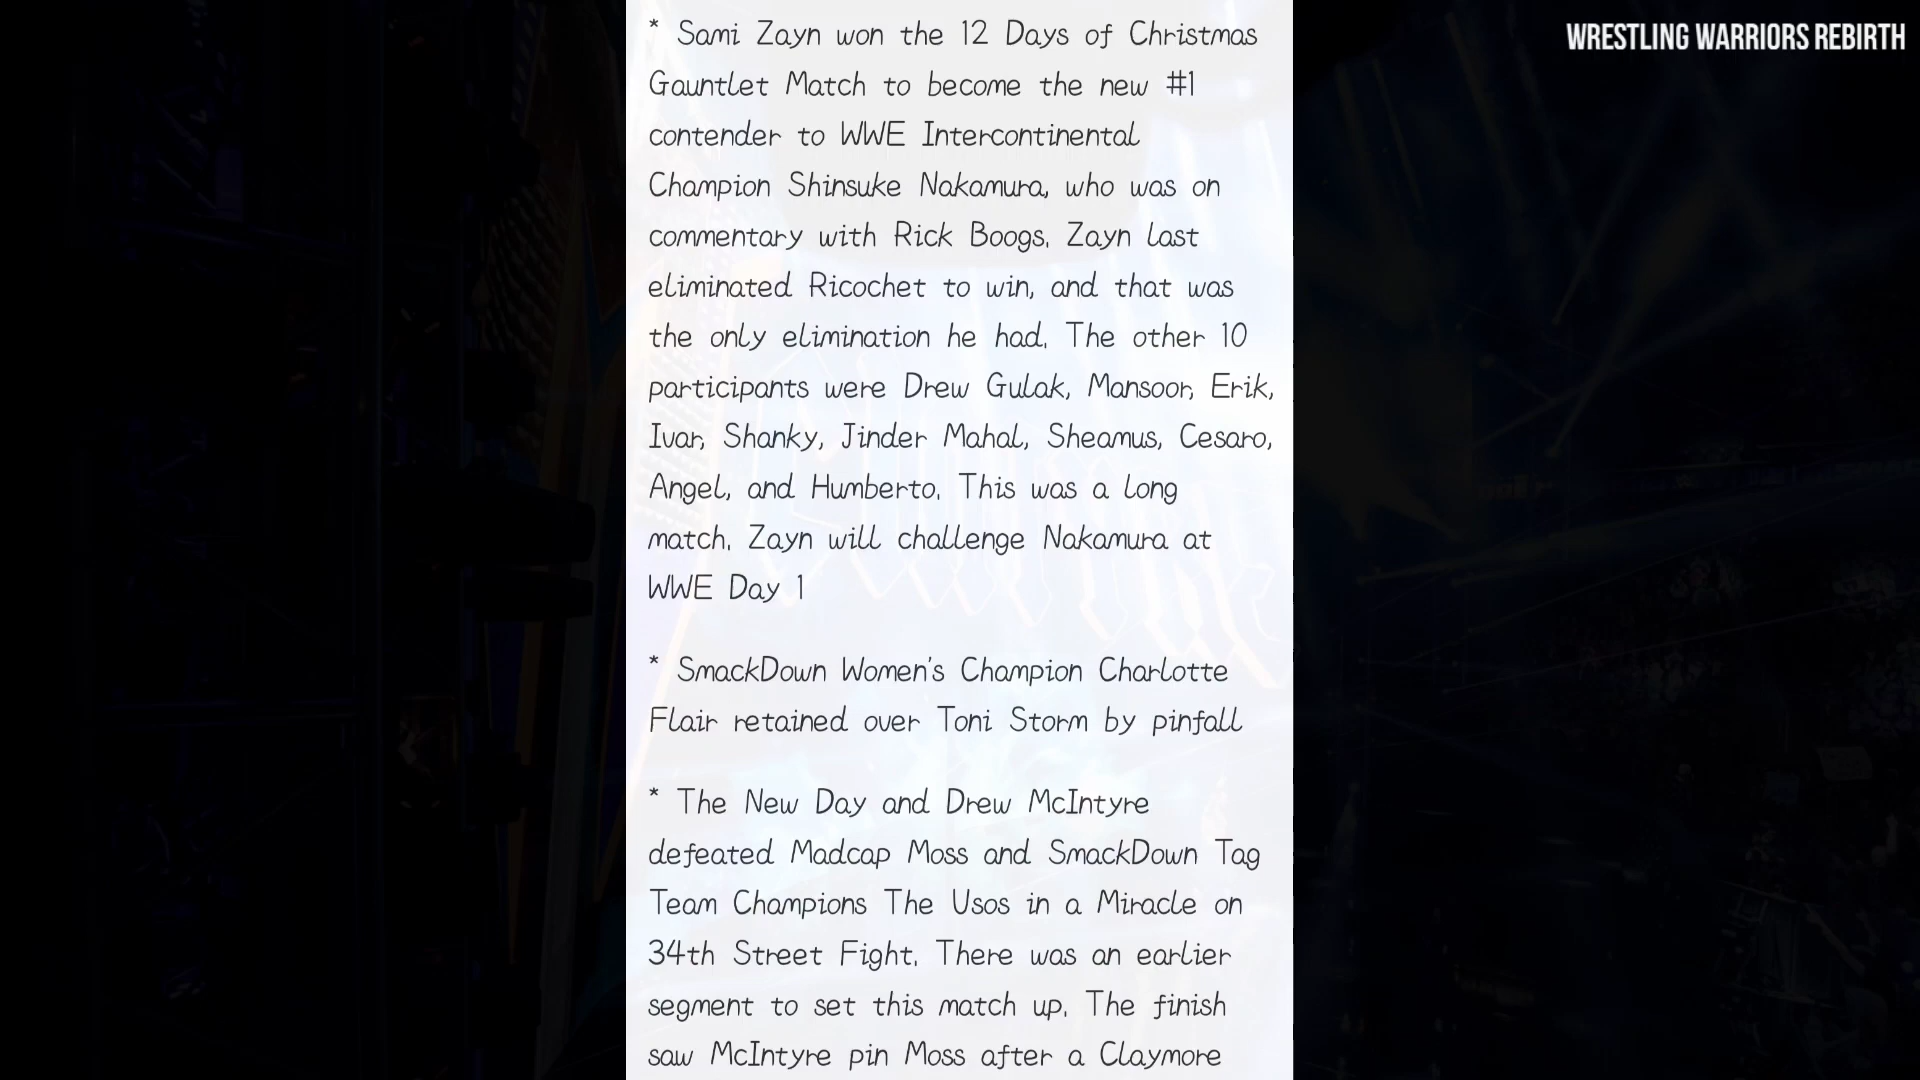 WRESTLING WARRIORS REBIRTH
* Sami Zayn won the 12 Days of Christmas
Gauntlet Match to become the new #1
contender to WWE Intercontinental
Champion Shinsuke Nakamura, who was on
commentary with Rick Boogs. Zayn last
eliminated Ricochet to win, and that was
the only elimination he had. The other 10
participants were Drew Gulak, Mansoor, Erik,
Ivar, Shanky, Jinder Mahal, Sheamus, Cesaro,
Angel, and Humberto. This was a long
match. Zayn will challenge Nakamura at
WWE Day 1
* SmackDown Women's Champion Charlotte
Flair retained over Toni Storm by pinfall
* The New Day and Drew McIntyre
defeated Madcap Moss and SmackDown Tag
Team Champions The Usos in a Miracle on
34th Street Fight. There was an earlier
segment to set this match up. The finish
saw McIntyre pin Moss after a Claymore